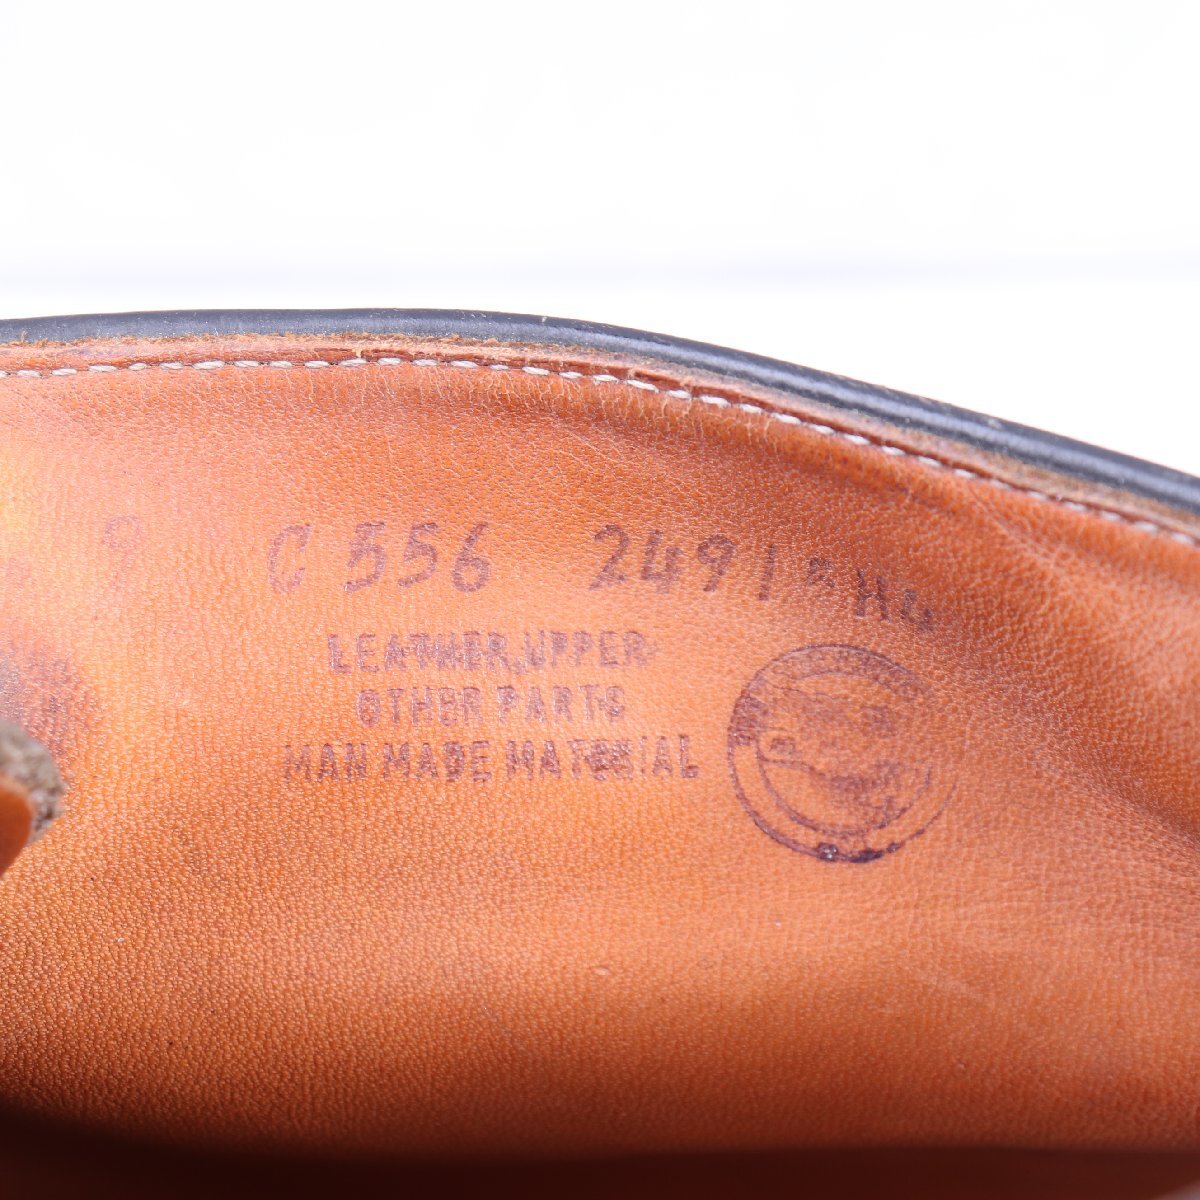 9 C 556 2491
LEATHER, UPPER
OTHER PARTS
MAN MADE MATERIAL